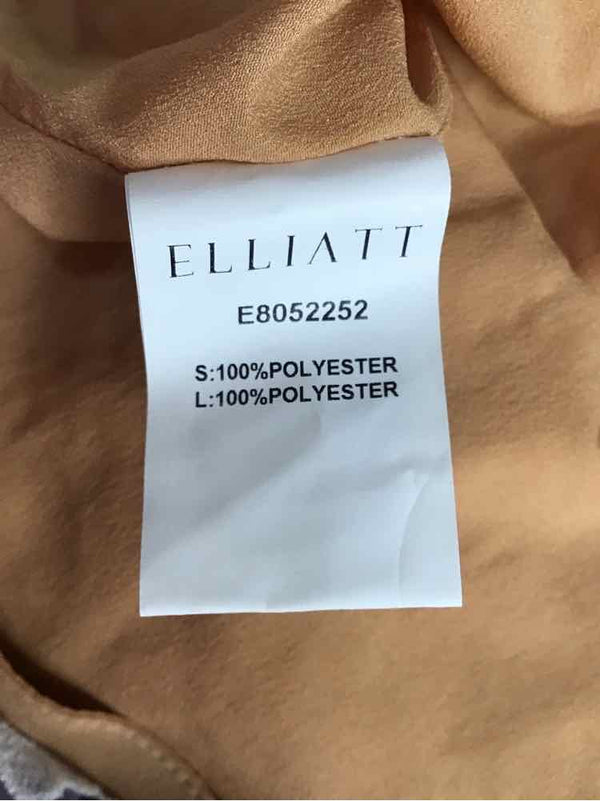 ELLIATT
E8052252
S:100%POLYESTER
L:100%POLYESTER